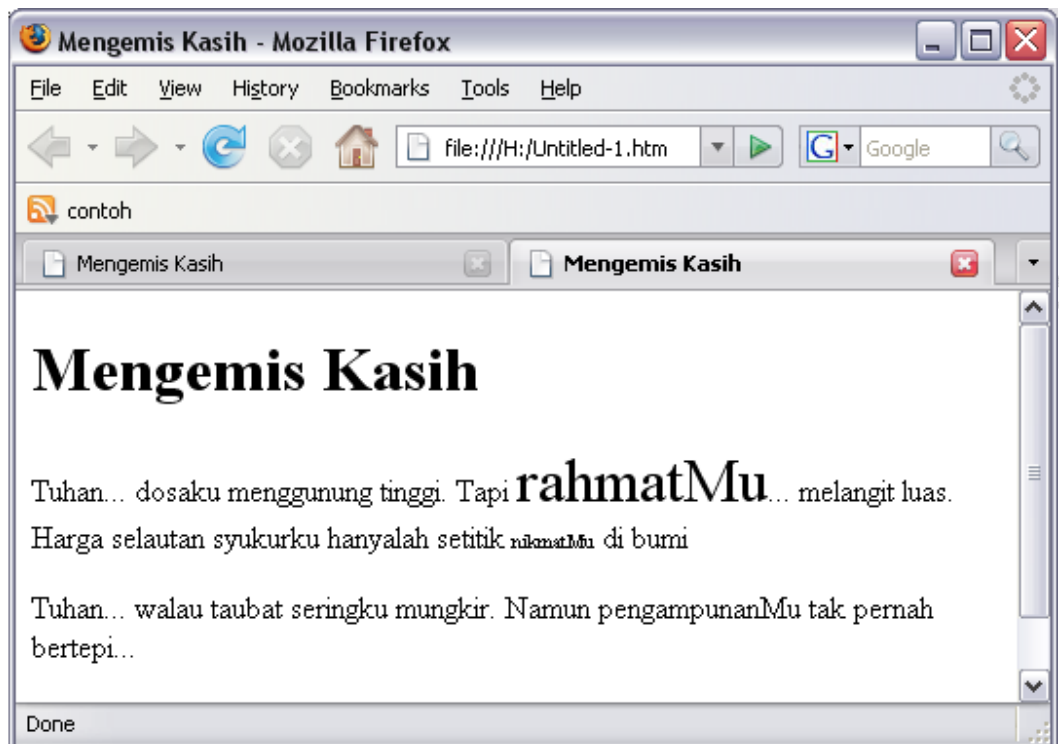 Mengemis Kasih - Mozilla Firefox
File Edit View History Bookmarks Tools Help
file:///H:/Untitled-1.htm G Google
contoh
Mengemis Kasih Mengemis Kasih
Mengemis Kasih
Tuhan... dosaku menggunung tinggi. Tapi rahmatMu... melangit luas.
Harga selautan syukurku hanyalah setitik nikmatMu di bumi
Tuhan... walau taubat seringku mungkir. Namun pengampunanMu tak pernah
bertepi...
Done